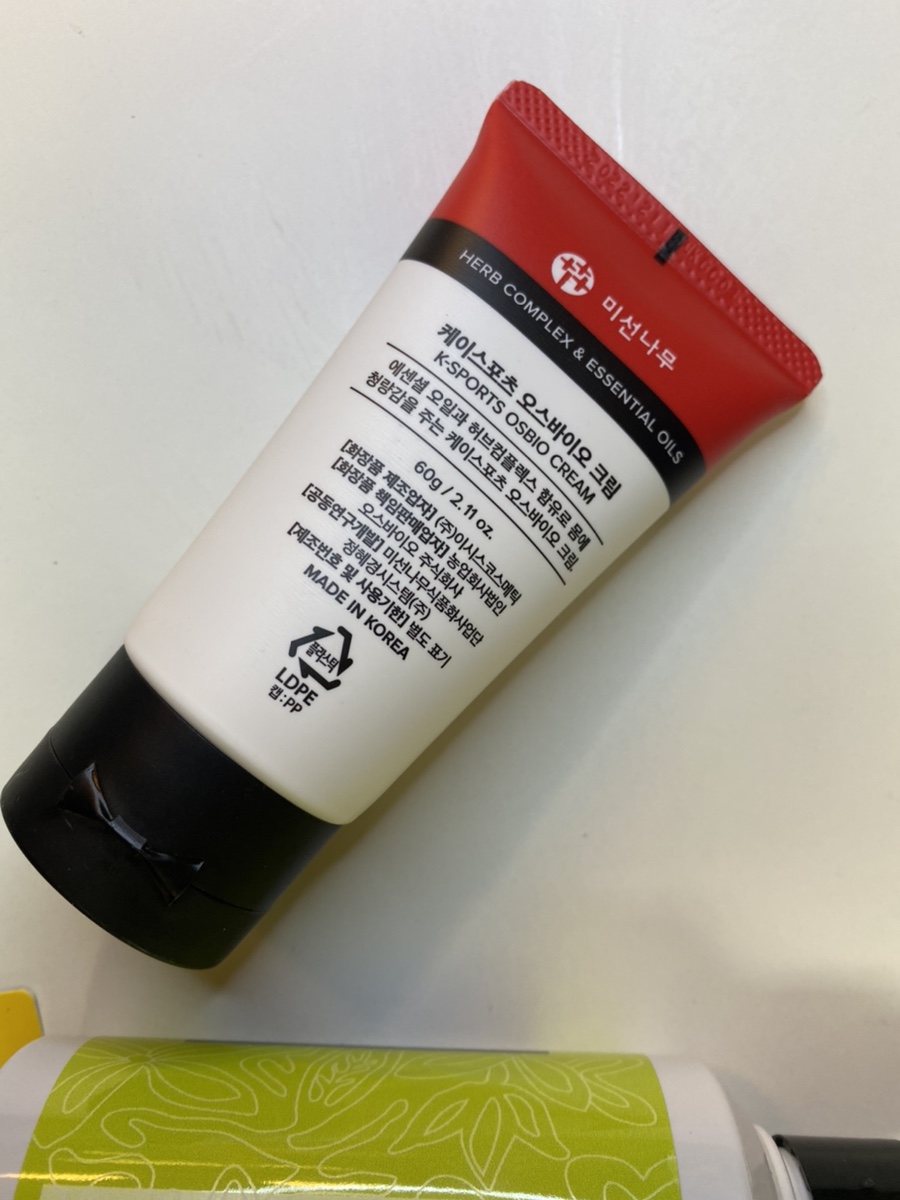 미선나무
HERB COMPLEX & ESSENTIAL OILS
케이스포츠 오스바이오 크림
K-SPORTS OSBIO CREAM
에센셜 오일과 허브컴플렉스 함유로 몸에
청량감을 주는 케이스포츠 오스바이오 크림
60g / 2.11 oz.
[화장품 제조업자] (주)이시스코스메틱
[화장품 책임판매업자] 농업회사법인
오스바이오 주식회사
[공동연구개발] 미선나무식품화사업단
정혜경시스템(주)
[제조번호 및 사용기한] 별도 표기
MADE IN KOREA
플라스틱
LDPE
캡:PP